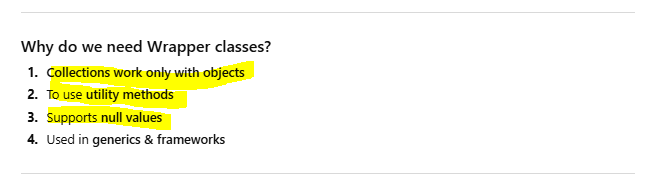 Why do we need Wrapper classes?
1. Collections work only with objects
2. To use utility methods
3. Supports null values
4. Used in generics & frameworks